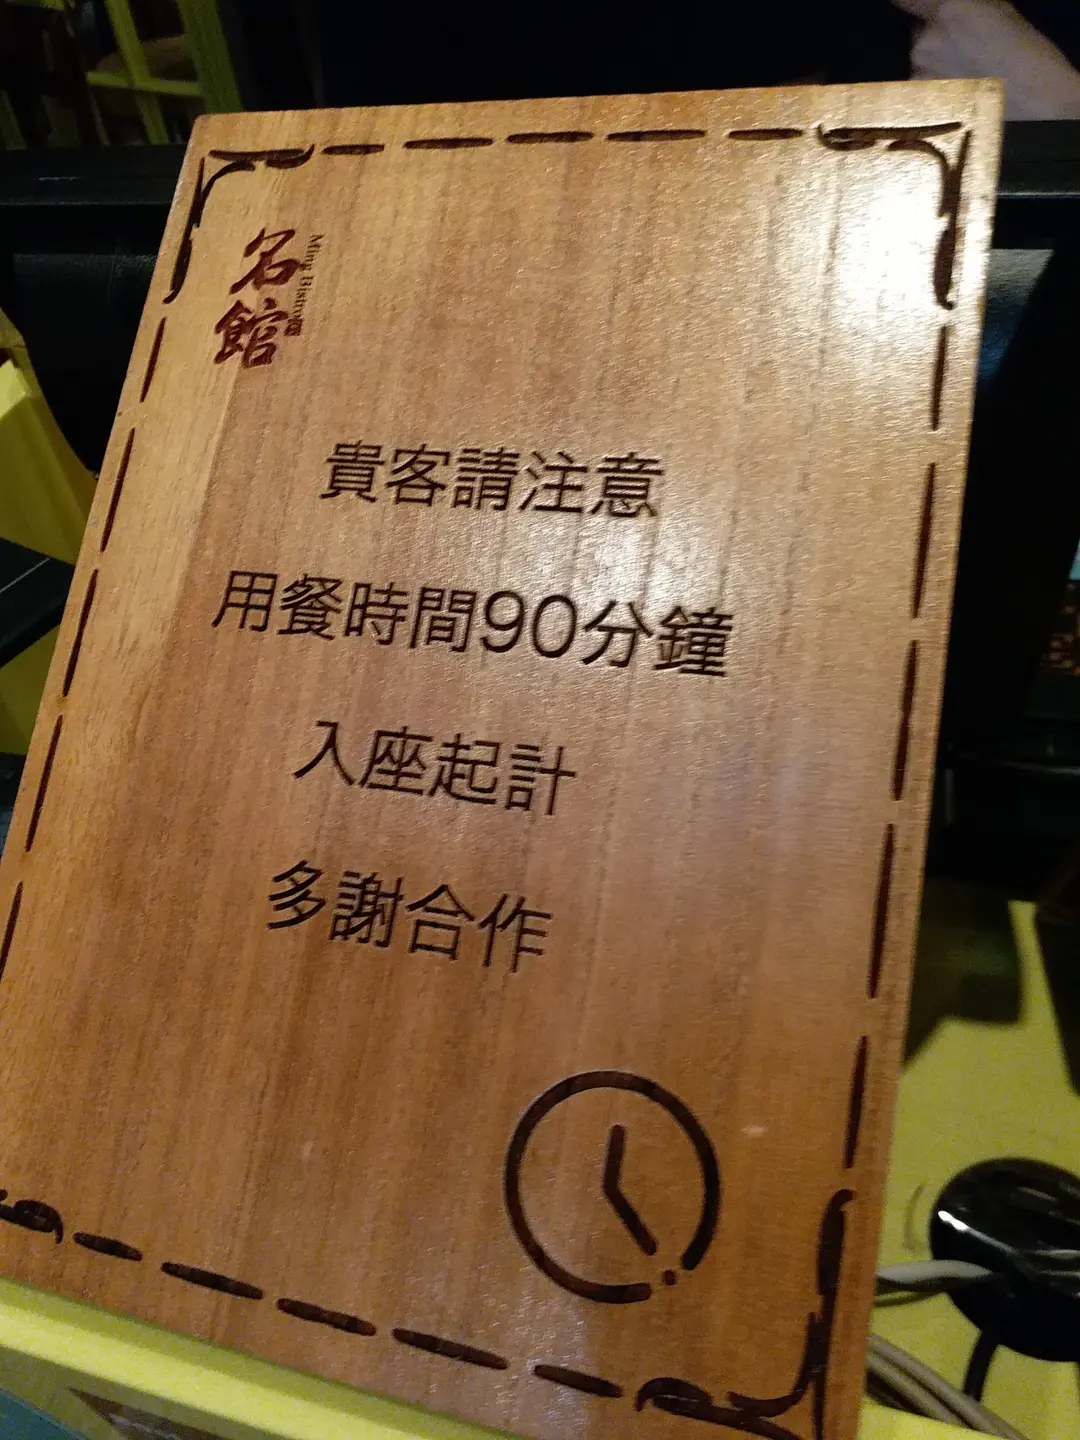 名館
Ming Bistro
貴客請注意
用餐時間90分鐘
入座起計
多謝合作